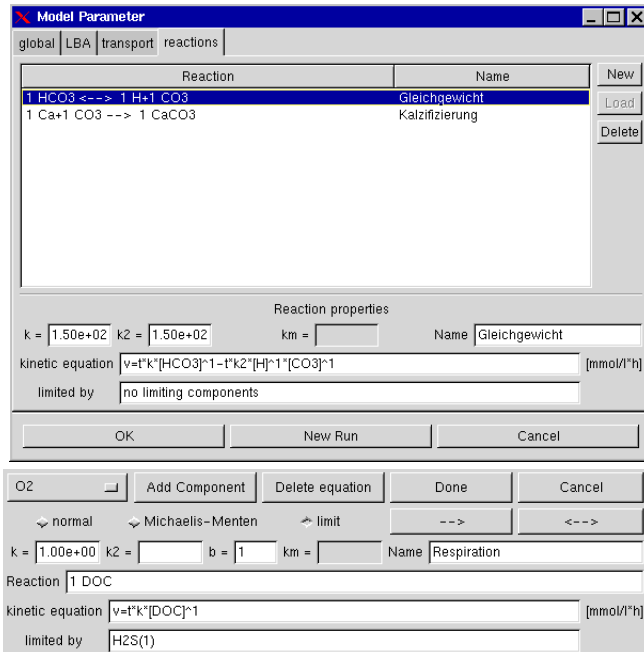 Model Parameter
global LBA transport reactions
Reaction Name New
1 HCO3 <--> 1 H+1 CO3 Gleichgewicht
Load
1 Ca+1 CO3 --> 1 CaCO3 Kalzifizierung
Delete
Reaction properties
k = 1.50e+02 k2 = 1.50e+02 km = Name Gleichgewicht
kinetic equation v=t*k*[HCO3]^1-t*k2*[H]^1*[CO3]^1 [mmol/l*h]
limited by no limiting components
OK New Run Cancel
O2 Add Component Delete equation Done Cancel
normal Michaelis-Menten limit --> <-->
k = 1.00e+00 k2 = b = 1 km = Name Respiration
Reaction 1 DOC
kinetic equation v=t*k*[DOC]^1 [mmol/l*h]
limited by H2S(1)